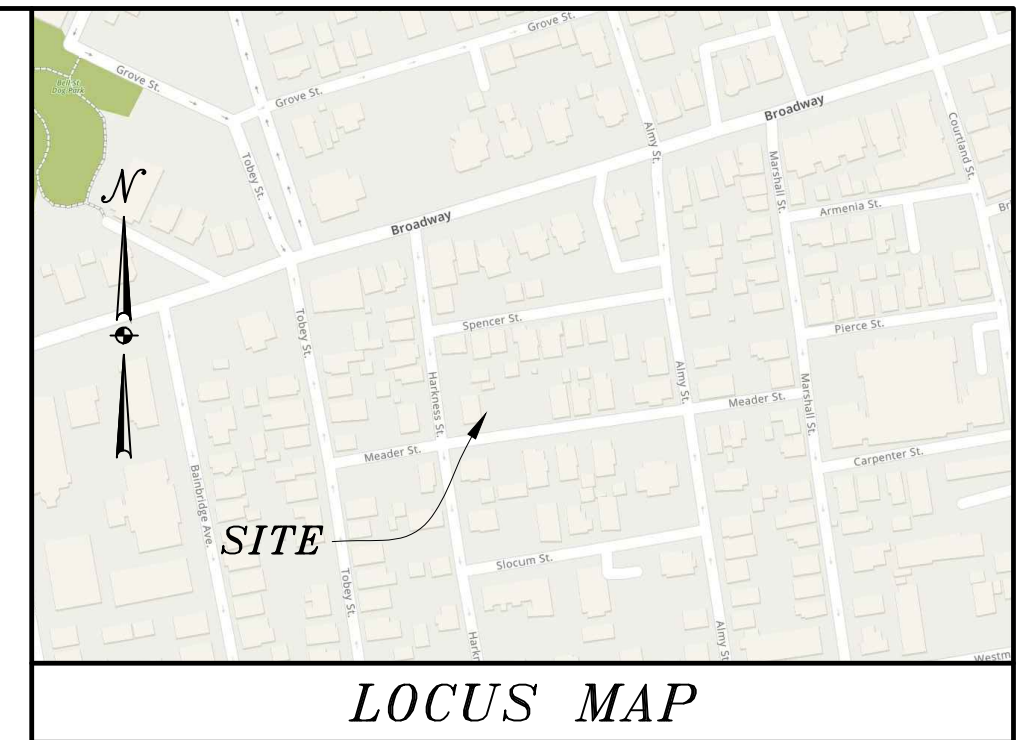 Grove St.
Grove St.
Bell St.
Dog Park
Grove St.
Broadway
Almy St.
Courtland St.
Tobey St.
Marshall St.
N
Armenia St.
Broadway
Spencer St.
Pierce St.
Tobey St.
Harkness St.
Almy St.
Marshall St.
Meader St.
Meader St.
Carpenter St.
Bainbridge Ave.
SITE
Slocum St.
Tobey St.
Harkn
Almy St
Westm
LOCUS MAP